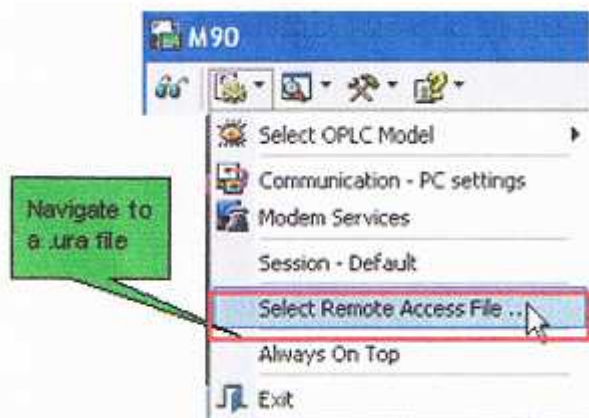 M90
Select OPLC Model
Communication - PC settings
Modem Services
Navigate to
a .ura file
Session - Default
Select Remote Access File ...
Always On Top
Exit